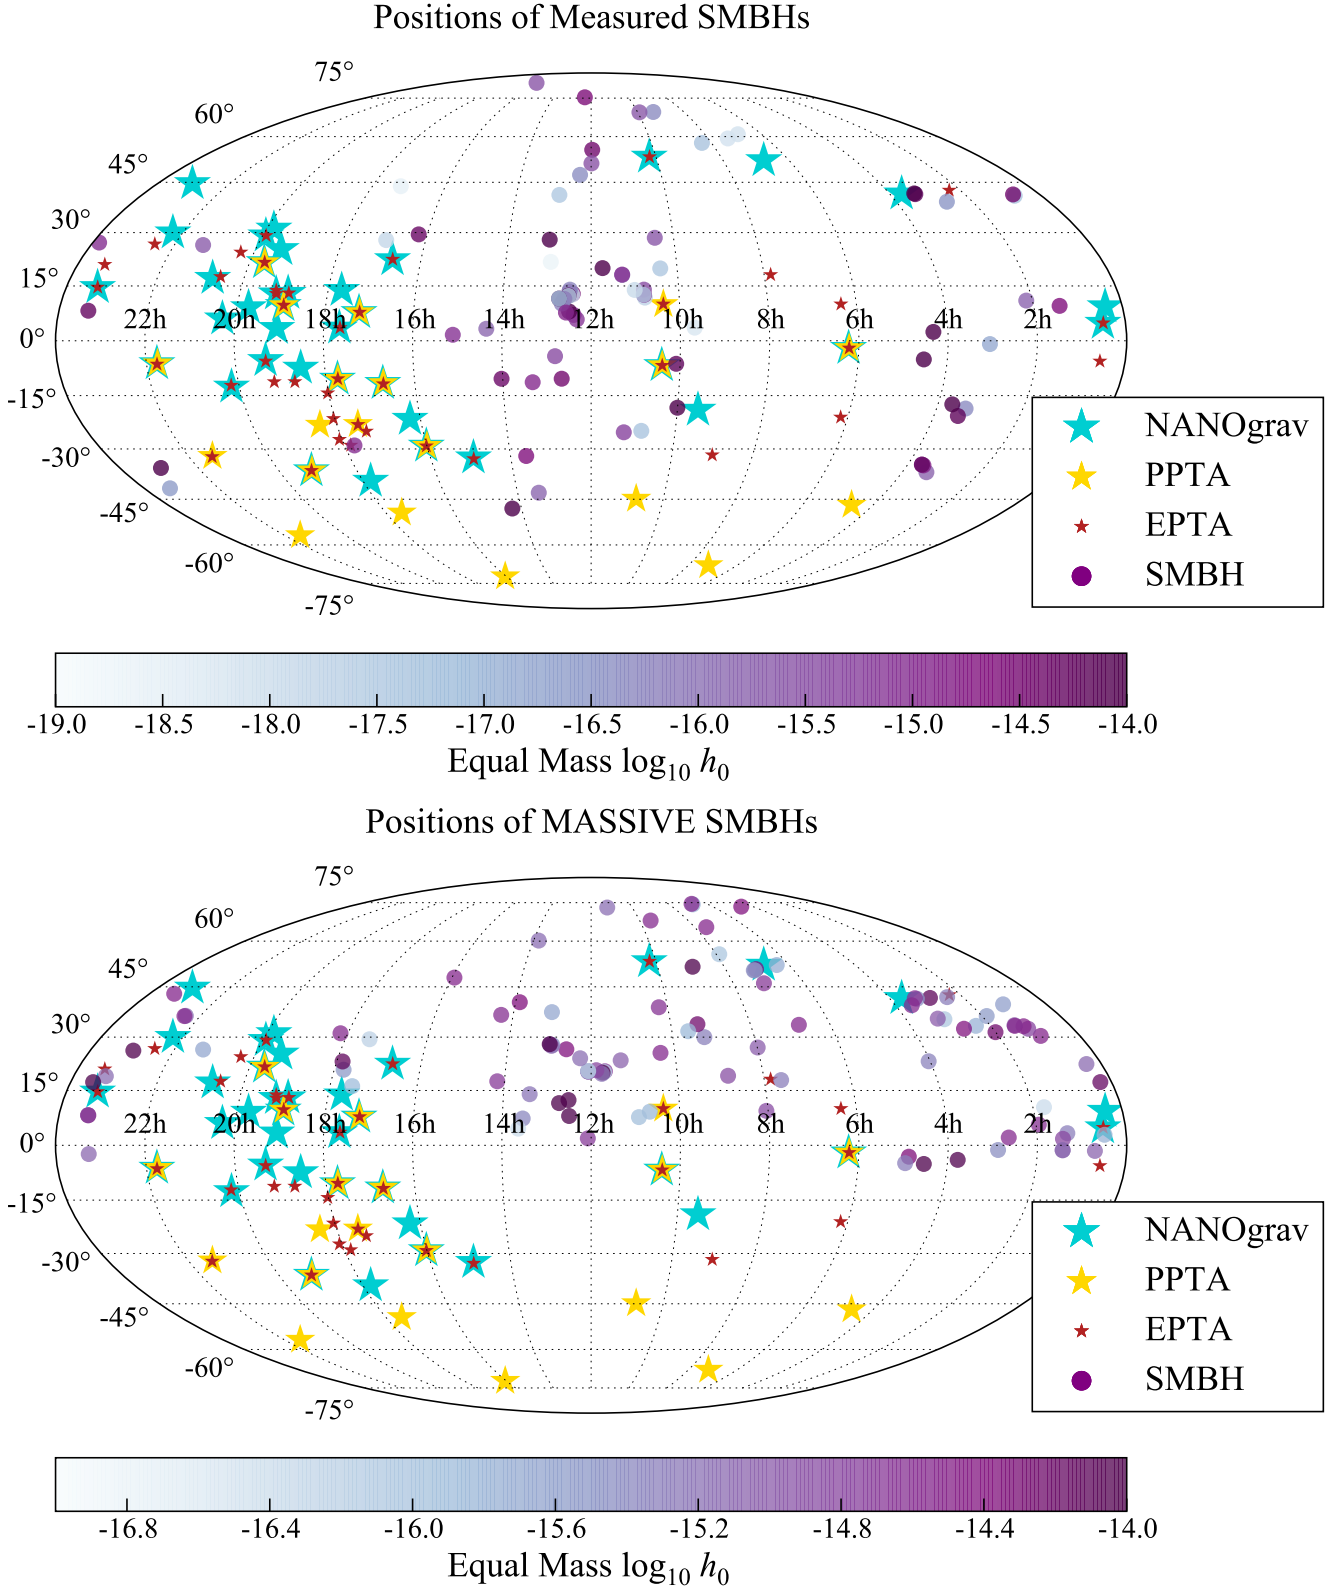 Positions of Measured SMBHs
75°
60°
45°
30°
15°
22h 20h 18h 16h 14h 12h 10h 8h 6h 4h 2h
0°
-15°
-30°
-45°
-60°
-75°
NANOgrav
PPTA
EPTA
SMBH
-19.0 -18.5 -18.0 -17.5 -17.0 -16.5 -16.0 -15.5 -15.0 -14.5 -14.0
Equal Mass log₁₀ h₀
Positions of MASSIVE SMBHs
75°
60°
45°
30°
15°
22h 20h 18h 16h 14h 12h 10h 8h 6h 4h 2h
0°
-15°
-30°
-45°
-60°
-75°
NANOgrav
PPTA
EPTA
SMBH
-16.8 -16.4 -16.0 -15.6 -15.2 -14.8 -14.4 -14.0
Equal Mass log₁₀ h₀